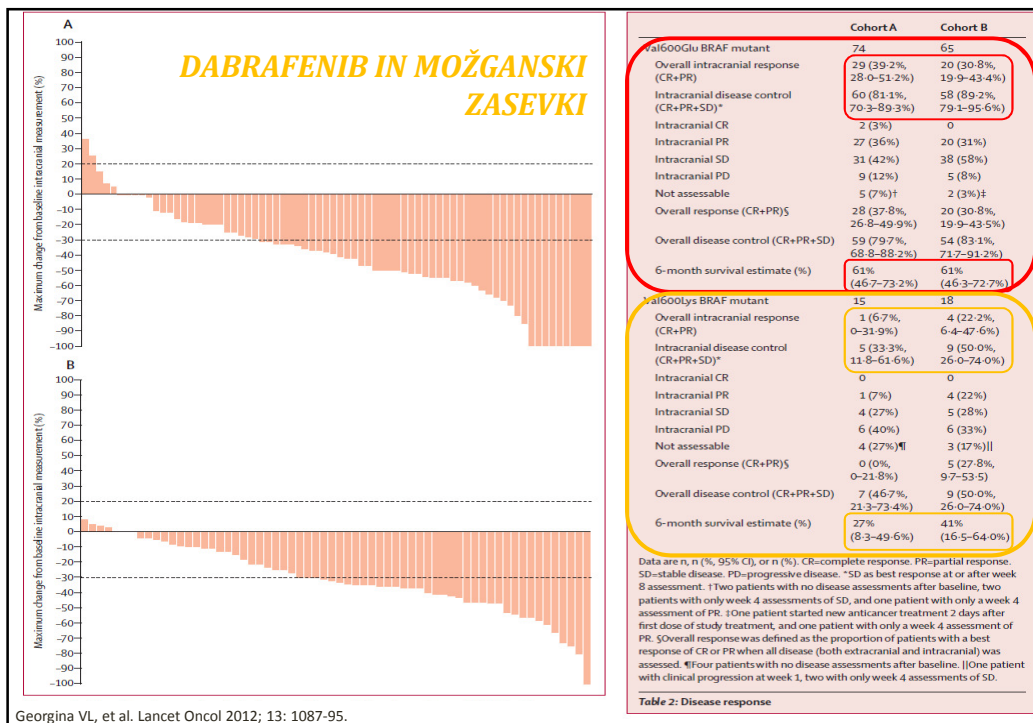 A
DABRAFENIB IN MOŽGANSKI
ZASEVKI
Maximum change from baseline intracranial measurement (%)
100
90
80
70
60
50
40
30
20
10
0
–10
–20
–30
–40
–50
–60
–70
–80
–90
–100
B
Maximum change from baseline intracranial measurement (%)
100
90
80
70
60
50
40
30
20
10
0
–10
–20
–30
–40
–50
–60
–70
–80
–90
–100
Cohort A Cohort B
Val600Glu BRAF mutant 74 65
Overall intracranial response 29 (39·2%, 20 (30·8%,
(CR+PR) 28·0–51·2%) 19·9–43·4%)
Intracranial disease control 60 (81·1%, 58 (89·2%,
(CR+PR+SD)* 70·3–89·3%) 79·1–95·6%)
Intracranial CR 2 (3%) 0
Intracranial PR 27 (36%) 20 (31%)
Intracranial SD 31 (42%) 38 (58%)
Intracranial PD 9 (12%) 5 (8%)
Not assessable 5 (7%)† 2 (3%)‡
Overall response (CR+PR)§ 28 (37·8%, 20 (30·8%,
26·8–49·9%) 19·9–43·5%)
Overall disease control (CR+PR+SD) 59 (79·7%, 54 (83·1%,
68·8–88·2%) 71·7–91·2%)
6-month survival estimate (%) 61% 61%
(46·7–73·2%) (46·3–72·7%)
Val600Lys BRAF mutant 15 18
Overall intracranial response 1 (6·7%, 4 (22·2%,
(CR+PR) 0–31·9%) 6·4–47·6%)
Intracranial disease control 5 (33·3%, 9 (50·0%,
(CR+PR+SD)* 11·8–61·6%) 26·0–74·0%)
Intracranial CR 0 0
Intracranial PR 1 (7%) 4 (22%)
Intracranial SD 4 (27%) 5 (28%)
Intracranial PD 6 (40%) 6 (33%)
Not assessable 4 (27%)¶ 3 (17%)||
Overall response (CR+PR)§ 0 (0%, 5 (27·8%,
0–21·8%) 9·7–53·5)
Overall disease control (CR+PR+SD) 7 (46·7%, 9 (50·0%,
21·3–73·4%) 26·0–74·0%)
6-month survival estimate (%) 27% 41%
(8·3–49·6%) (16·5–64·0%)
Data are n, n (%, 95% CI), or n (%). CR=complete response. PR=partial response.
SD=stable disease. PD=progressive disease. *SD as best response at or after week
8 assessment. †Two patients with no disease assessments after baseline, two
patients with only week 4 assessments of SD, and one patient with only a week 4
assessment of PR. ‡One patient started new anticancer treatment 2 days after
first dose of study treatment, and one patient with only a week 4 assessment of
PR. §Overall response was defined as the proportion of patients with a best
response of CR or PR when all disease (both extracranial and intracranial) was
assessed. ¶Four patients with no disease assessments after baseline. ||One patient
with clinical progression at week 1, two with only week 4 assessments of SD.
Table 2: Disease response
Georgina VL, et al. Lancet Oncol 2012; 13: 1087-95.